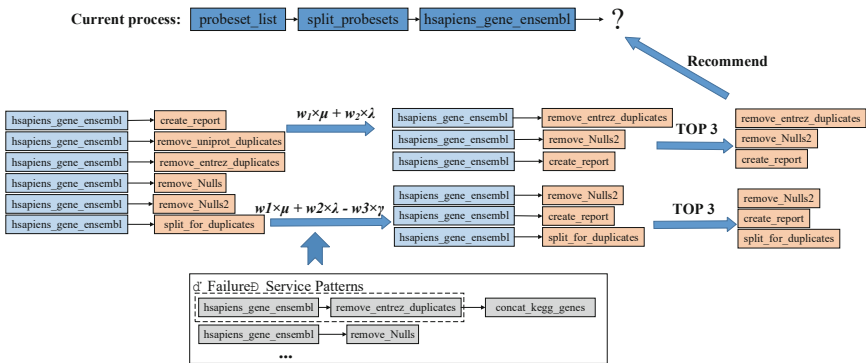 Current process: probeset_list split_probesets hsapiens_gene_ensembl ?
Recommend
hsapiens_gene_ensembl create_report
hsapiens_gene_ensembl remove_uniprot_duplicates
hsapiens_gene_ensembl remove_entrez_duplicates
hsapiens_gene_ensembl remove_Nulls
hsapiens_gene_ensembl remove_Nulls2
hsapiens_gene_ensembl split_for_duplicates
w₁×μ + w₂×λ
hsapiens_gene_ensembl remove_entrez_duplicates
hsapiens_gene_ensembl remove_Nulls2
hsapiens_gene_ensembl create_report
TOP 3
remove_entrez_duplicates
remove_Nulls2
create_report
w1×μ + w2×λ - w3×γ
hsapiens_gene_ensembl remove_Nulls2
hsapiens_gene_ensembl create_report
hsapiens_gene_ensembl split_for_duplicates
TOP 3
remove_Nulls2
create_report
split_for_duplicates
Failure Service Patterns
hsapiens_gene_ensembl remove_entrez_duplicates concat_kegg_genes
hsapiens_gene_ensembl remove_Nulls
...